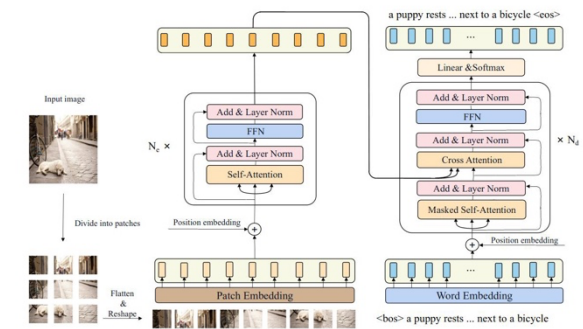 a puppy rests ... next to a bicycle <eos>
...
Linear &Softmax
Input image
Add & Layer Norm
FFN
Add & Layer Norm
Self-Attention
N_e ×
Add & Layer Norm
FFN
Add & Layer Norm
Cross Attention
Add & Layer Norm
Masked Self-Attention
× N_d
Divide into patches
Position embedding
+
+
Position embedding
...
Flatten
&
Reshape
Patch Embedding
Word Embedding
...
<bos> a puppy rests ... next to a bicycle